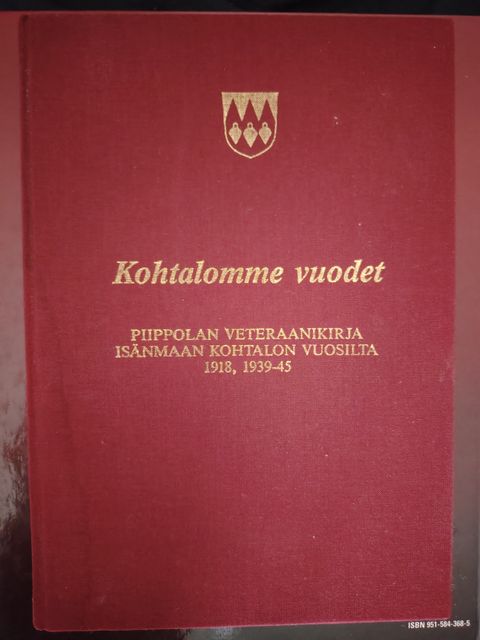 Kohtalomme vuodet
PIIPPOLAN VETERAANIKIRJA
ISÄNMAAN KOHTALON VUOSILTA
1918, 1939-45
ISBN 951-584-368-5